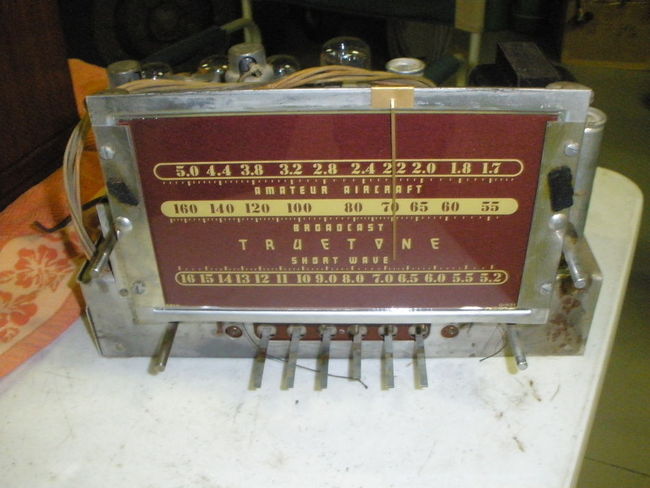 5.0 4.4 3.8 3.2 2.8 2.4 2.2 2.0 1.8 1.7
AMATEUR AIRCRAFT
160 140 120 100 80 70 65 60 55
BROADCAST
TRUETONE
SHORT WAVE
16 15 14 13 12 11 10 9.0 8.0 7.0 6.5 6.0 5.5 5.2